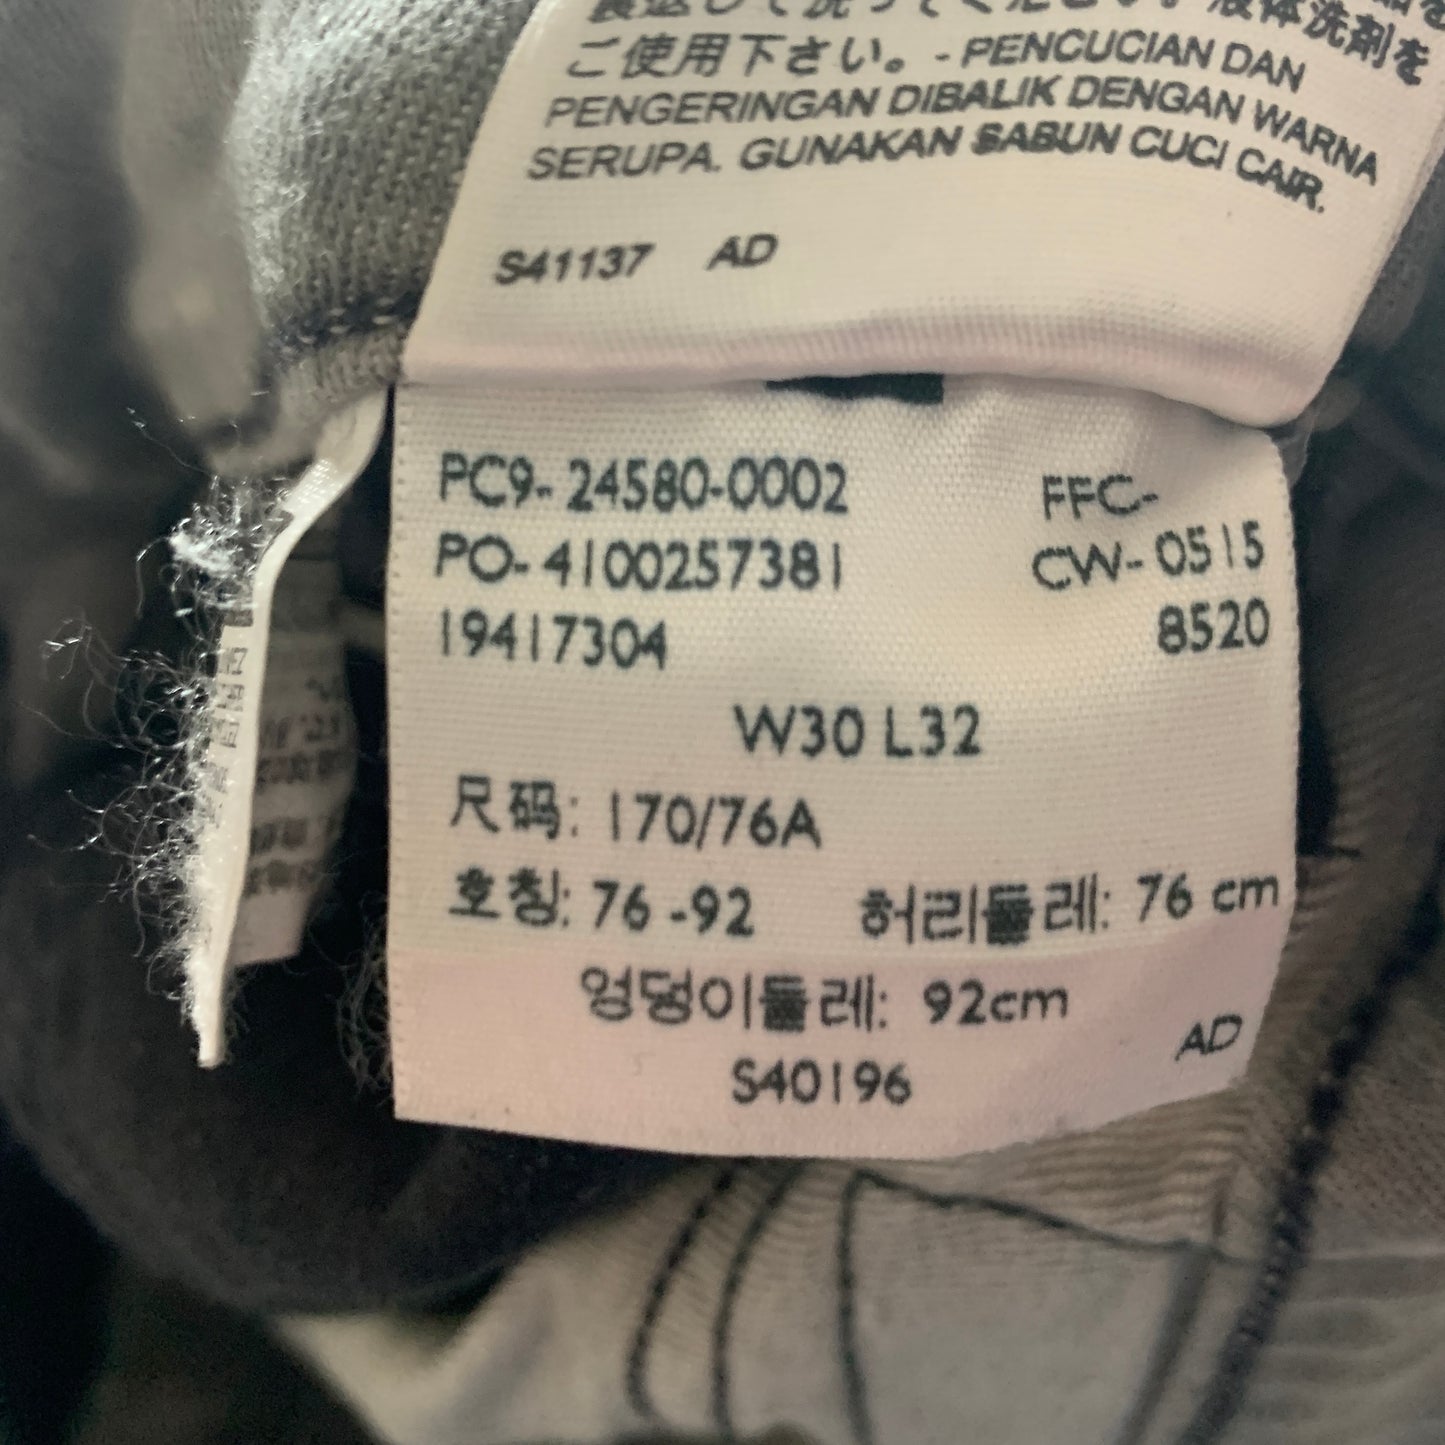 ご使用下さい。- PENCUCIAN DAN
PENGERINGAN DIBALIK DENGAN WARNA
SERUPA. GUNAKAN SABUN CUCI CAIR.
S41137 AD
PC9- 24580-0002 FFC-
PO- 4100257381 CW- 0515
19417304 8520
W30 L32
尺码: 170/76A
호칭: 76 -92 허리둘레: 76 cm
엉덩이둘레: 92cm
S40196 AD